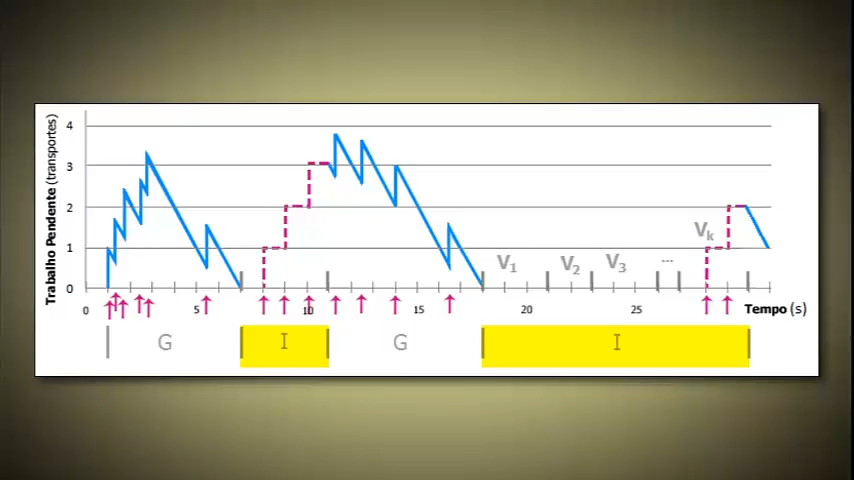 Trabalho Pendente (transportes)
4
3
2
1
0
V1 V2 V3 ... Vk
0 5 10 15 20 25 Tempo (s)
G I G I